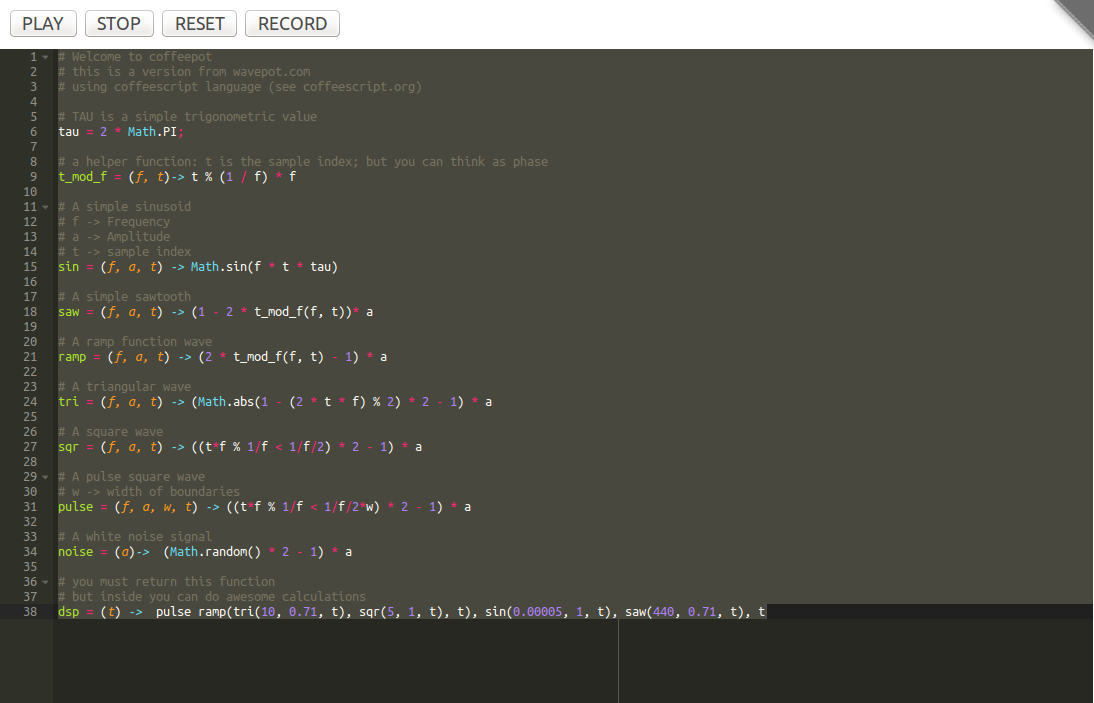 PLAY STOP RESET RECORD
1 # Welcome to coffeepot
2 # this is a version from wavepot.com
3 # using coffeescript language (see coffeescript.org)
4
5 # TAU is a simple trigonometric value
6 tau = 2 * Math.PI;
7
8 # a helper function: t is the sample index; but you can think as phase
9 t_mod_f = (f, t)-> t % (1 / f) * f
10
11 # A simple sinusoid
12 # f -> Frequency
13 # a -> Amplitude
14 # t -> sample index
15 sin = (f, a, t) -> Math.sin(f * t * tau)
16
17 # A simple sawtooth
18 saw = (f, a, t) -> (1 - 2 * t_mod_f(f, t))* a
19
20 # A ramp function wave
21 ramp = (f, a, t) -> (2 * t_mod_f(f, t) - 1) * a
22
23 # A triangular wave
24 tri = (f, a, t) -> (Math.abs(1 - (2 * t * f) % 2) * 2 - 1) * a
25
26 # A square wave
27 sqr = (f, a, t) -> ((t*f % 1/f < 1/f/2) * 2 - 1) * a
28
29 # A pulse square wave
30 # w -> width of boundaries
31 pulse = (f, a, w, t) -> ((t*f % 1/f < 1/f/2*w) * 2 - 1) * a
32
33 # A white noise signal
34 noise = (a)->  (Math.random() * 2 - 1) * a
35
36 # you must return this function
37 # but inside you can do awesome calculations
38 dsp = (t) ->  pulse ramp(tri(10, 0.71, t), sqr(5, 1, t), t), sin(0.00005, 1, t), saw(440, 0.71, t), t